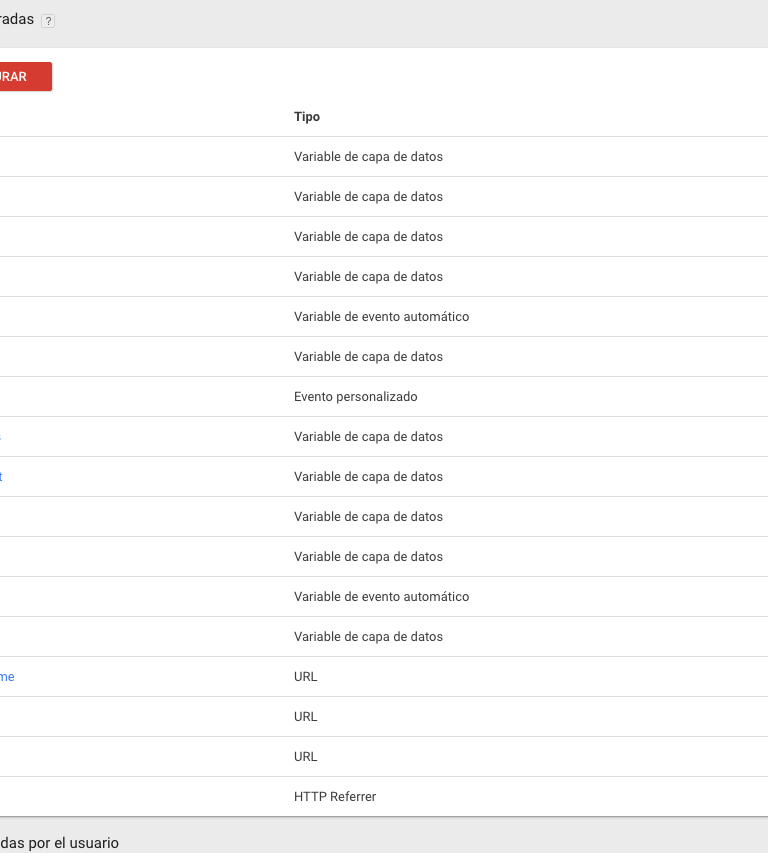 radas ?
URAR
Tipo
Variable de capa de datos
Variable de capa de datos
Variable de capa de datos
Variable de capa de datos
Variable de evento automático
Variable de capa de datos
Evento personalizado
Variable de capa de datos
t Variable de capa de datos
Variable de capa de datos
Variable de capa de datos
Variable de evento automático
Variable de capa de datos
me URL
URL
URL
HTTP Referrer
das por el usuario